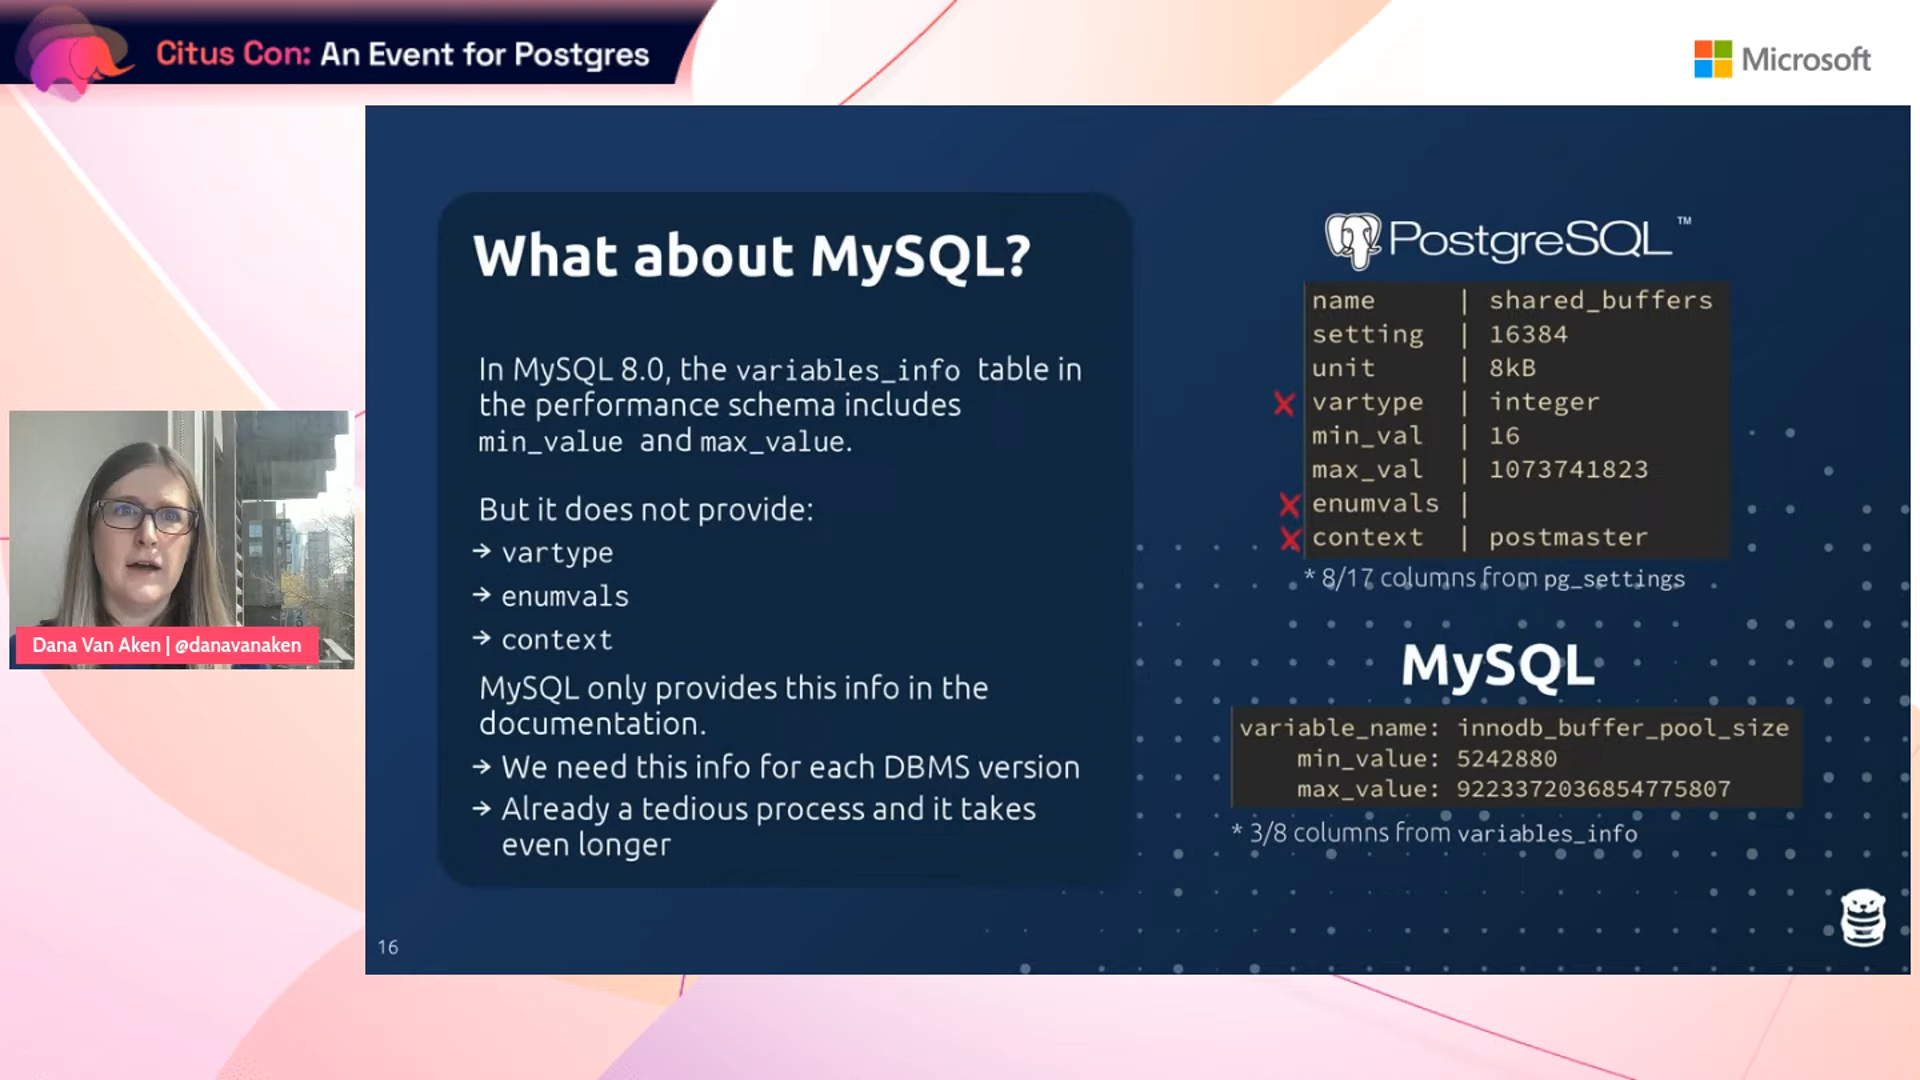 Citus Con: An Event for Postgres
Microsoft
What about MySQL?
In MySQL 8.0, the variables_info table in
the performance schema includes
min_value and max_value.
But it does not provide:
→ vartype
→ enumvals
→ context
MySQL only provides this info in the
documentation.
→ We need this info for each DBMS version
→ Already a tedious process and it takes
even longer
16
PostgreSQL™
name | shared_buffers
setting | 16384
unit | 8kB
vartype | integer
min_val | 16
max_val | 1073741823
enumvals |
context | postmaster
* 8/17 columns from pg_settings
MySQL
variable_name: innodb_buffer_pool_size
min_value: 5242880
max_value: 9223372036854775807
* 3/8 columns from variables_info
Dana Van Aken | @danavanaken